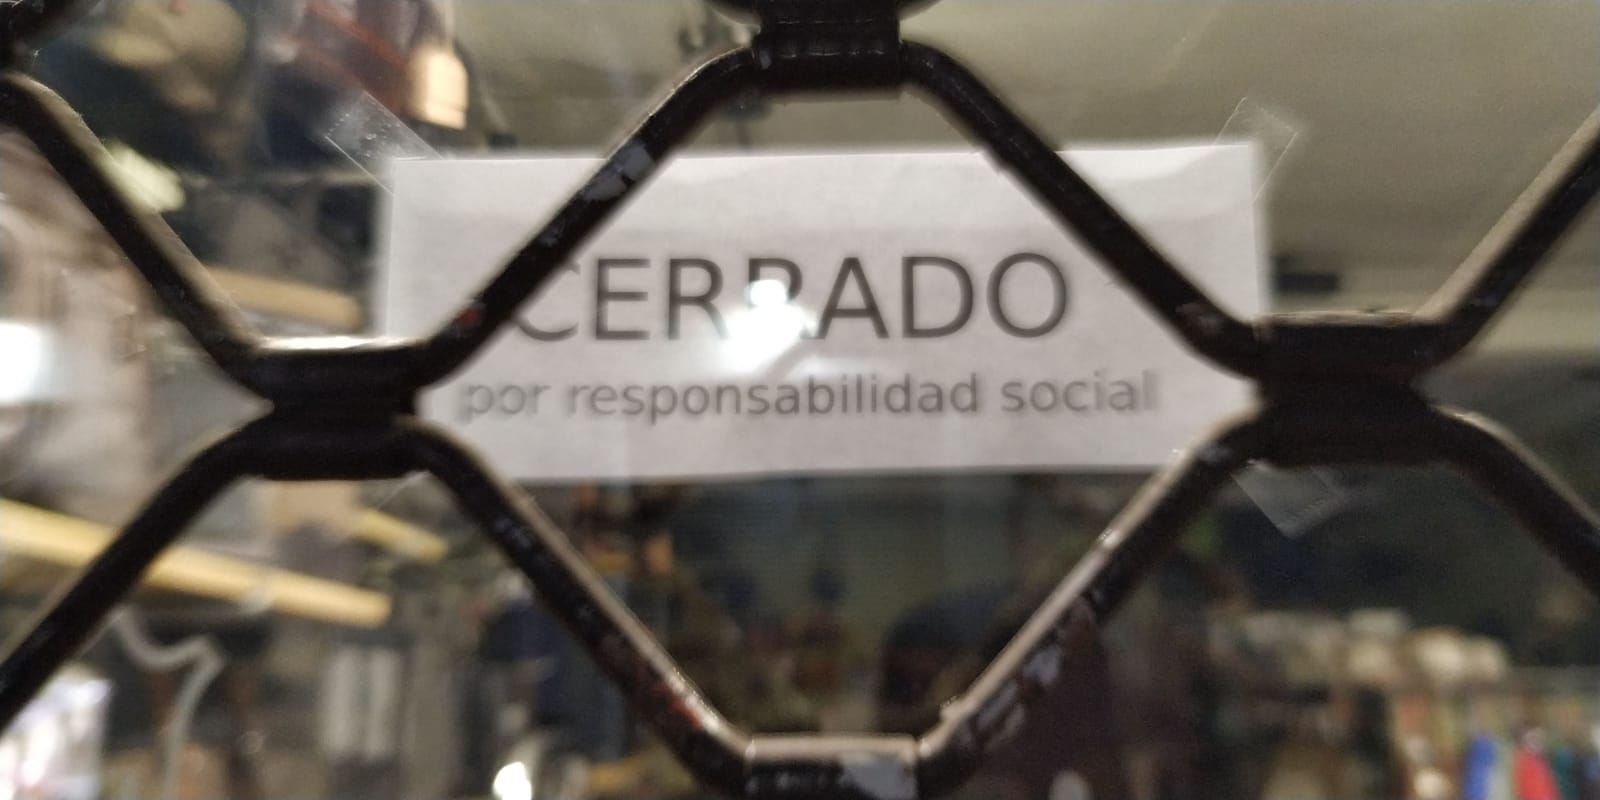 CERRADO
por responsabilidad social